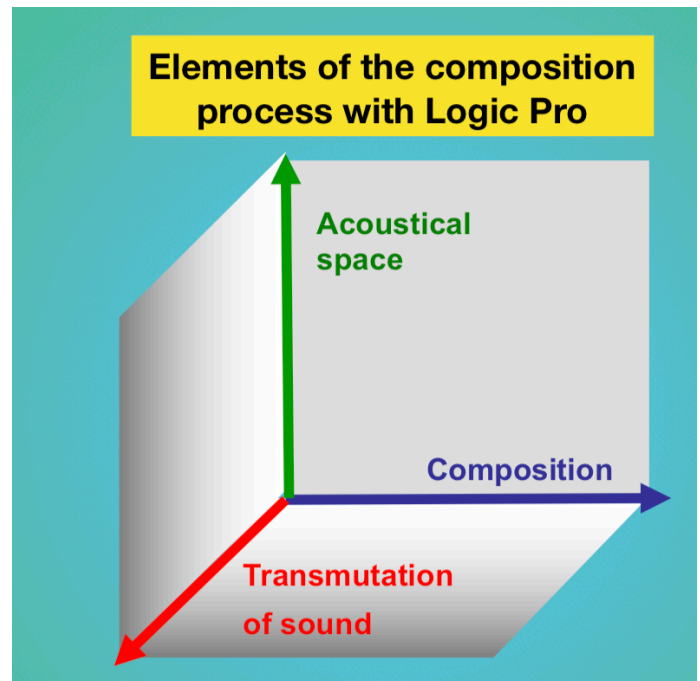 Elements of the composition
process with Logic Pro
Acoustical
space
Composition
Transmutation
of sound